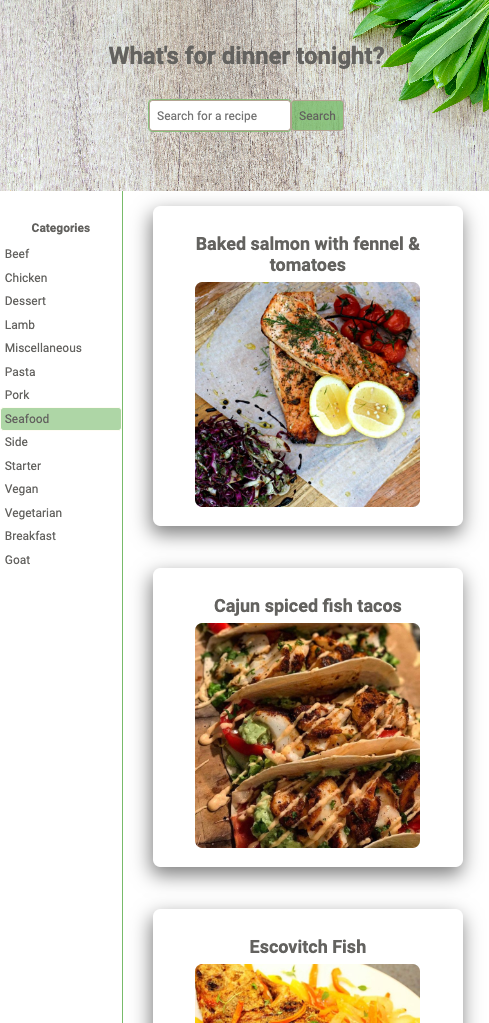 What's for dinner tonight?
Search for a recipe
Search
Categories
Beef
Chicken
Dessert
Lamb
Miscellaneous
Pasta
Pork
Seafood
Side
Starter
Vegan
Vegetarian
Breakfast
Goat
Baked salmon with fennel &
tomatoes
Cajun spiced fish tacos
Escovitch Fish